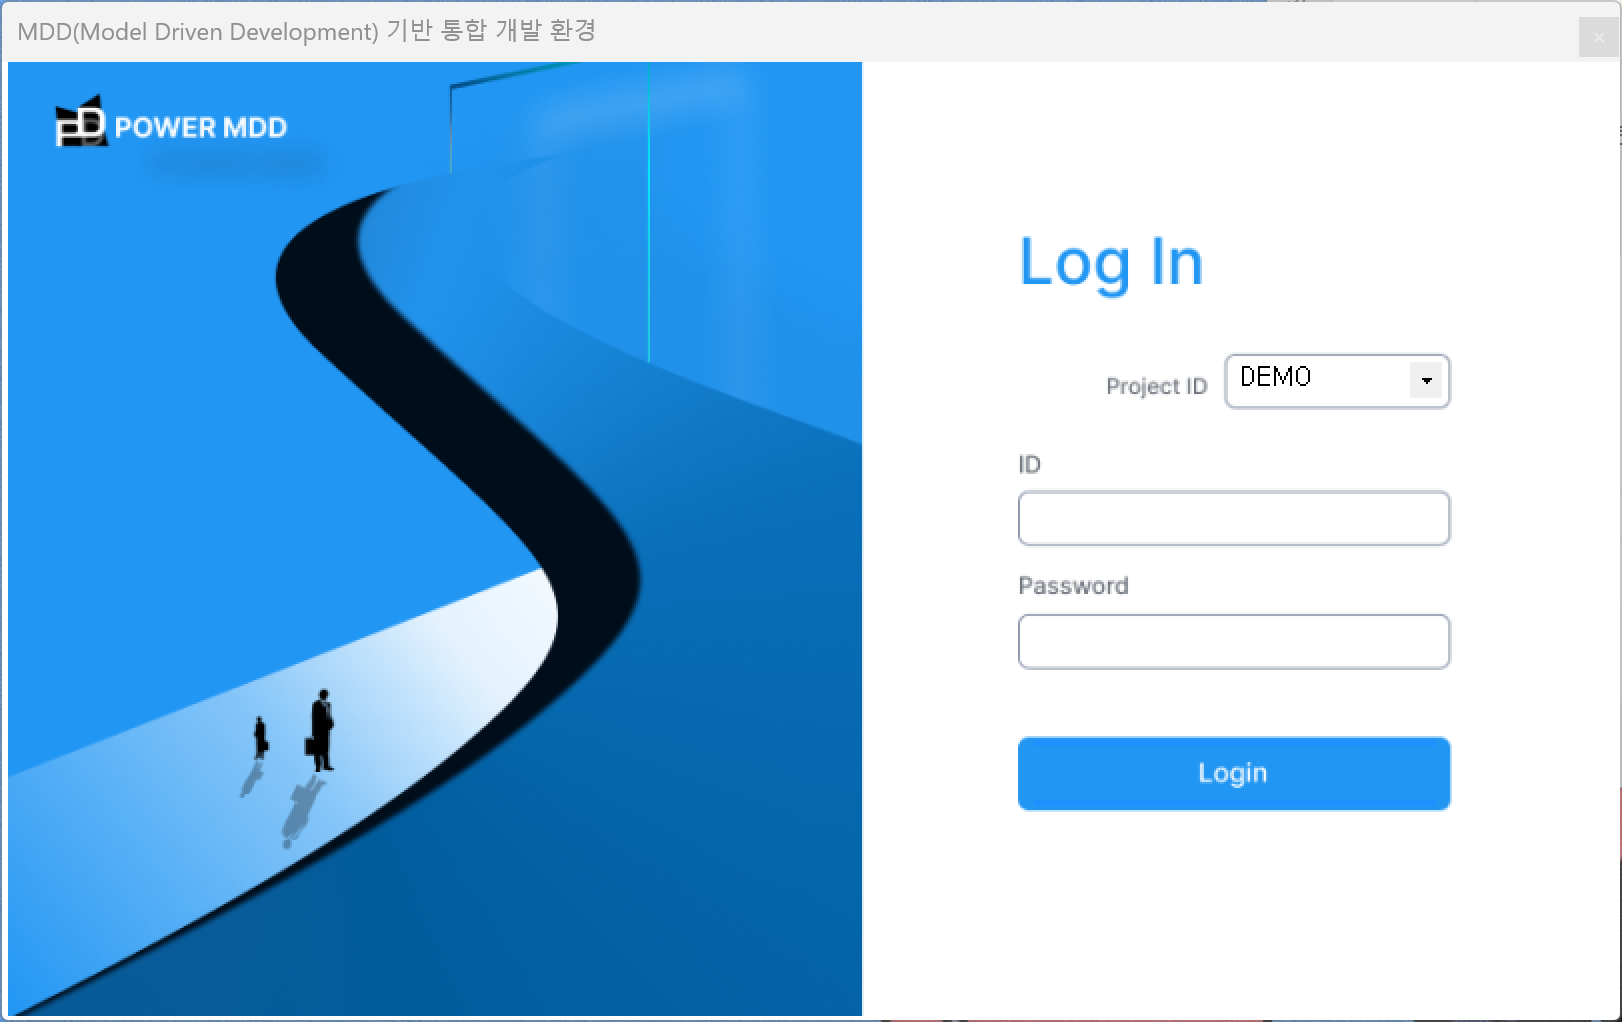 MDD(Model Driven Development) 기반 통합 개발 환경
POWER MDD
Log In
Project ID DEMO
ID
Password
Login